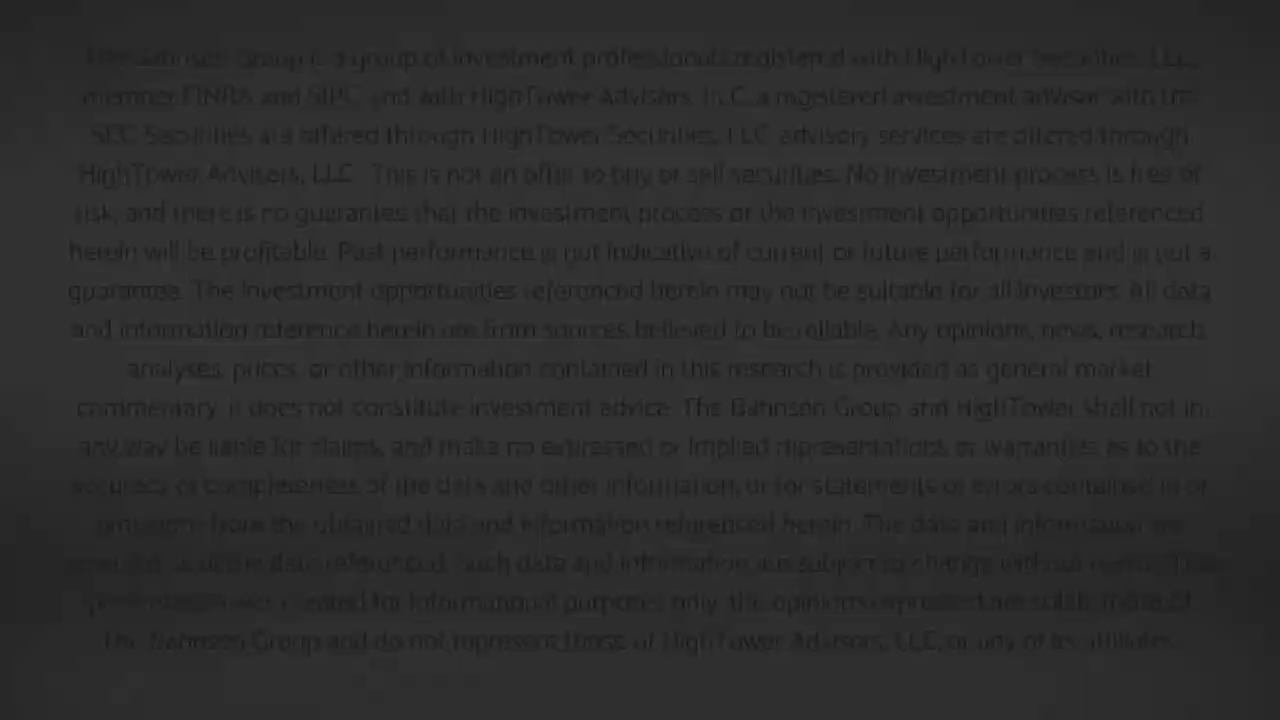 The Bahnsen Group is a group of investment professionals registered with HighTower Securities, LLC,
member FINRA and SIPC, and with HighTower Advisors, LLC, a registered investment advisor with the
SEC. Securities are offered through HighTower Securities, LLC; advisory services are offered through
HighTower Advisors, LLC. This is not an offer to buy or sell securities. No investment process is free of
risk, and there is no guarantee that the investment process or the investment opportunities referenced
herein will be profitable. Past performance is not indicative of current or future performance and is not a
guarantee. The investment opportunities referenced herein may not be suitable for all investors. All data
and information reference herein are from sources believed to be reliable. Any opinions, news, research,
analyses, prices, or other information contained in this research is provided as general market
commentary, it does not constitute investment advice. The Bahnsen Group and HighTower shall not in
any way be liable for claims, and make no expressed or implied representations or warranties as to the
accuracy or completeness of the data and other information, or for statements or errors contained in or
omissions from the obtained data and information referenced herein. The data and information are
provided as of the date referenced. Such data and information are subject to change without notice. This
was created for informational purposes only; the opinions expressed are solely those of
The Bahnsen Group and do not represent those of HighTower Advisors, LLC, or any of its affiliates.